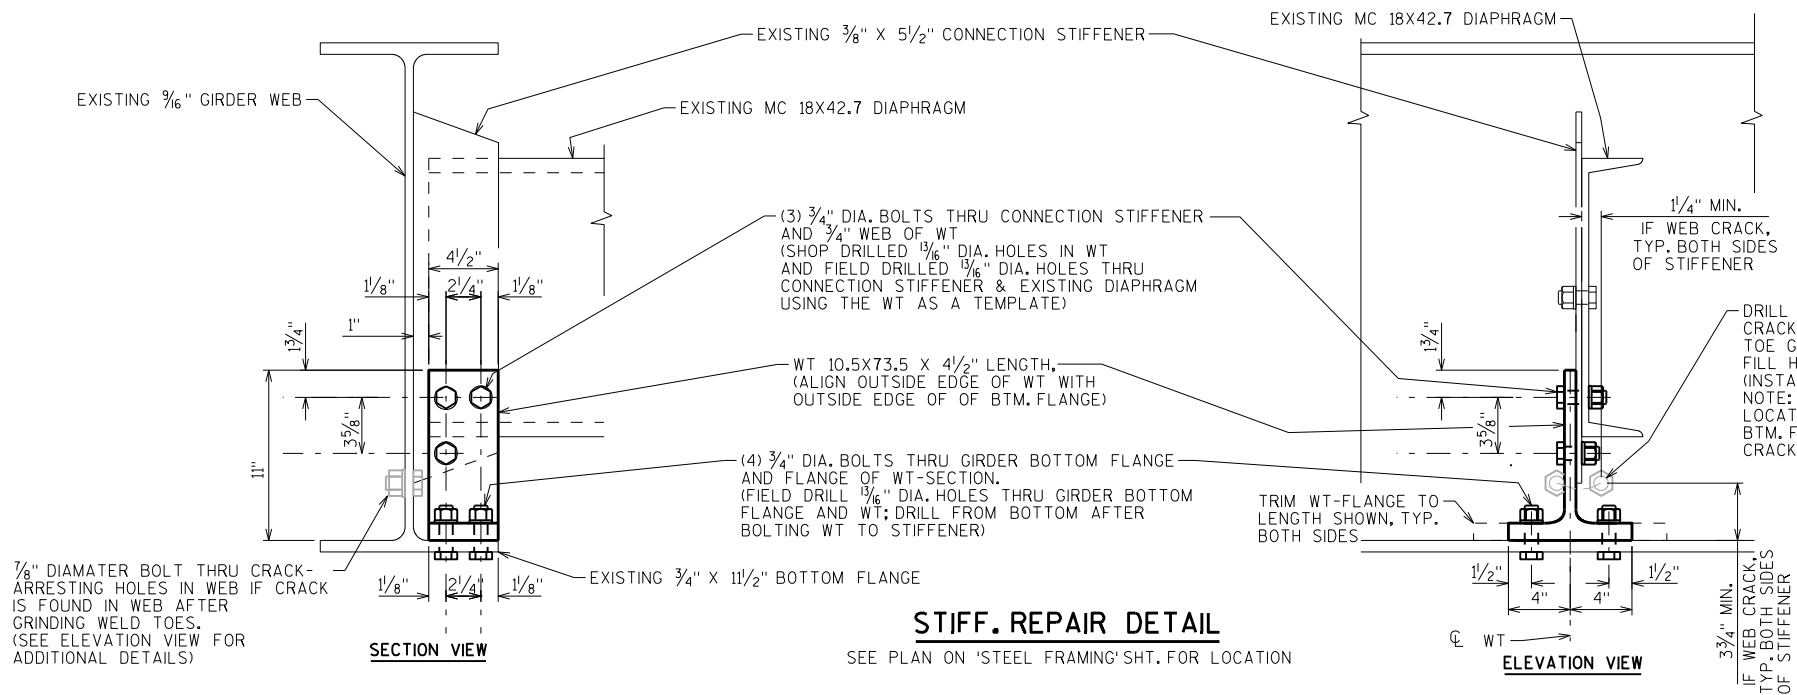 EXISTING 3/8" X 5 1/2" CONNECTION STIFFENER
EXISTING MC 18X42.7 DIAPHRAGM
EXISTING 9/16" GIRDER WEB
EXISTING MC 18X42.7 DIAPHRAGM
(3) 3/4" DIA. BOLTS THRU CONNECTION STIFFENER
AND 3/4" WEB OF WT
(SHOP DRILLED 13/16" DIA. HOLES IN WT
AND FIELD DRILLED 13/16" DIA. HOLES THRU
CONNECTION STIFFENER & EXISTING DIAPHRAGM
USING THE WT AS A TEMPLATE)
1 1/4" MIN.
IF WEB CRACK,
TYP. BOTH SIDES
OF STIFFENER
4 1/2"
1 1/8"
2 1/4"
1 1/8"
1"
1 3/4"
3 5/8"
11"
WT 10.5X73.5 X 4 1/2" LENGTH,
(ALIGN OUTSIDE EDGE OF WT WITH
OUTSIDE EDGE OF OF BTM. FLANGE)
1 3/4"
3 5/8"
DRILL
CRACK
TOE G
FILL H
(INSTA
NOTE:
LOCAT
BTM. F
CRACK
(4) 3/4" DIA. BOLTS THRU GIRDER BOTTOM FLANGE
AND FLANGE OF WT-SECTION.
(FIELD DRILL 13/16" DIA. HOLES THRU GIRDER BOTTOM
FLANGE AND WT; DRILL FROM BOTTOM AFTER
BOLTING WT TO STIFFENER)
TRIM WT-FLANGE TO
LENGTH SHOWN, TYP.
BOTH SIDES
7/8" DIAMATER BOLT THRU CRACK-
ARRESTING HOLES IN WEB IF CRACK
IS FOUND IN WEB AFTER
GRINDING WELD TOES.
(SEE ELEVATION VIEW FOR
ADDITIONAL DETAILS)
EXISTING 3/4" X 11 1/2" BOTTOM FLANGE
1 1/8"
2 1/4"
1 1/8"
1 1/2"
1 1/2"
4"
4"
3 3/4" MIN.
IF WEB CRACK,
TYP. BOTH SIDES
OF STIFFENER
℄ WT
SECTION VIEW
STIFF. REPAIR DETAIL
SEE PLAN ON 'STEEL FRAMING' SHT. FOR LOCATION
ELEVATION VIEW